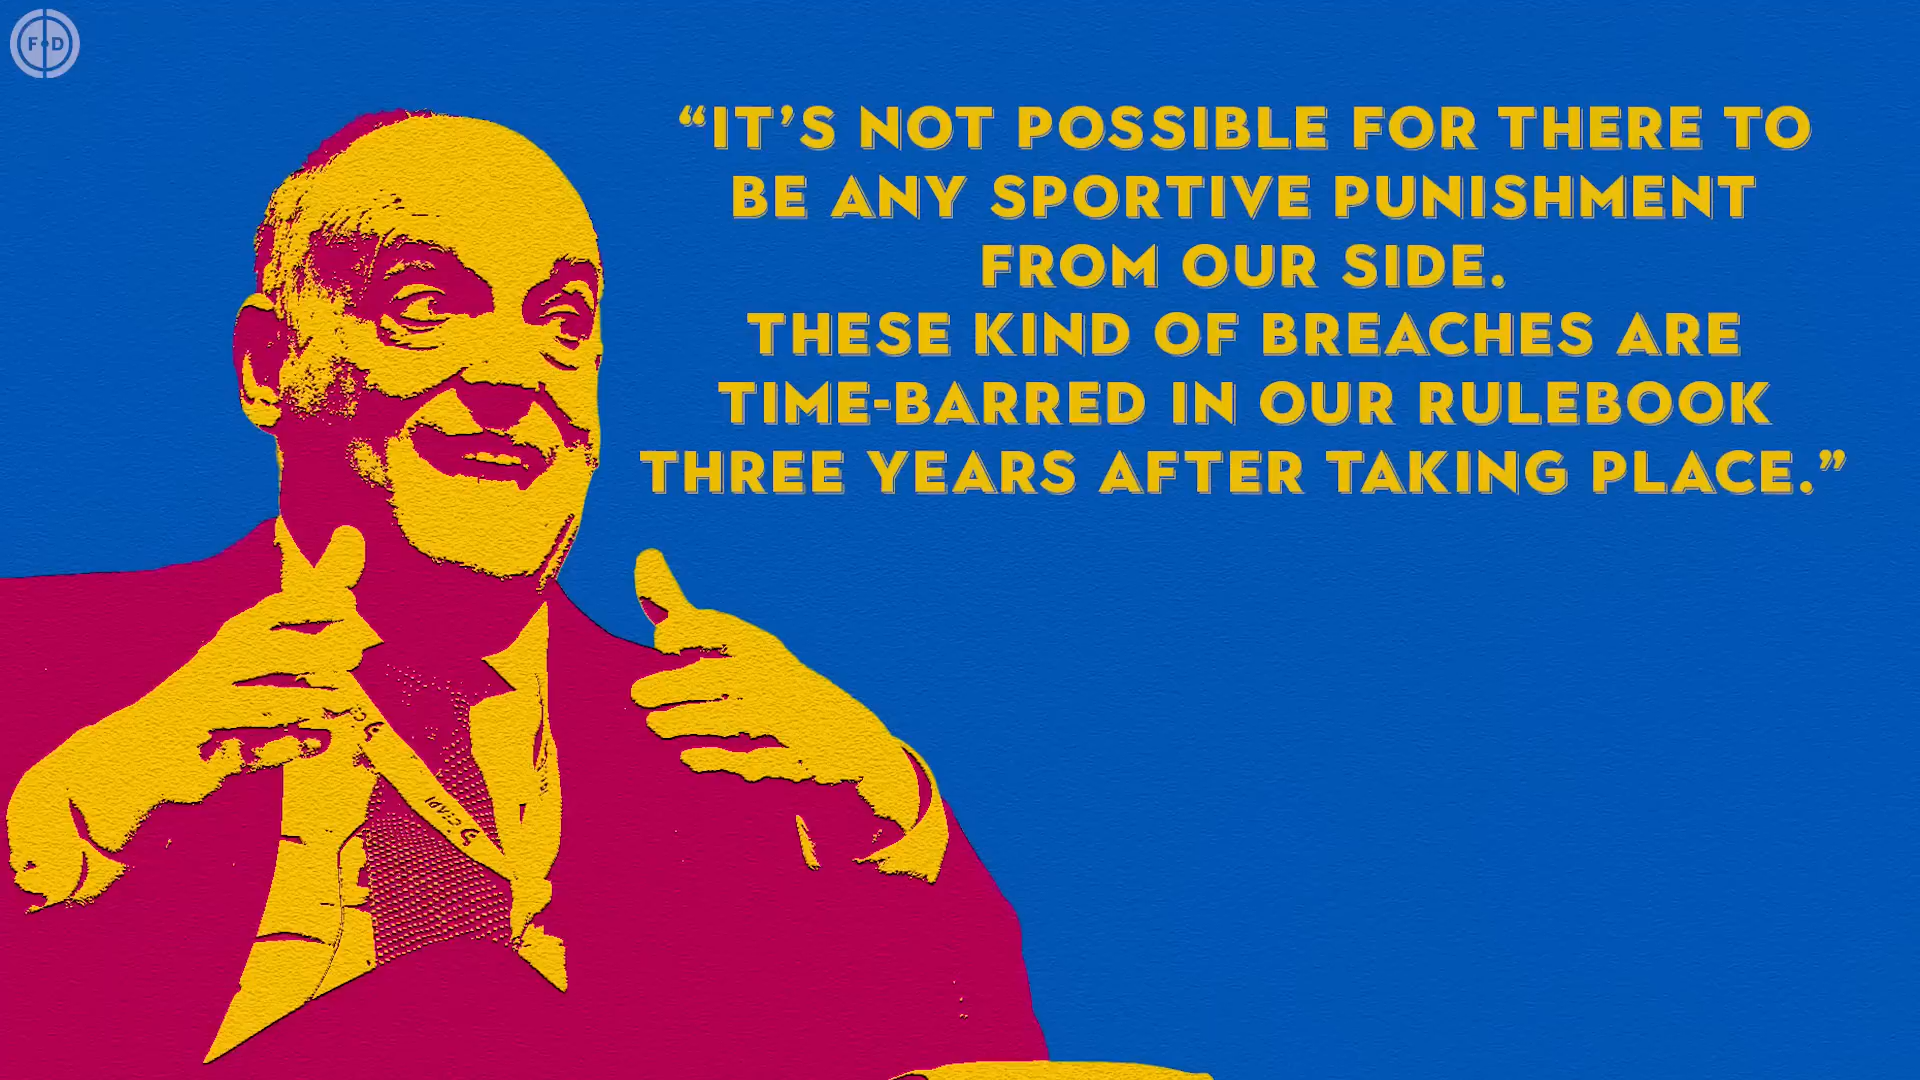 F D
“IT’S NOT POSSIBLE FOR THERE TO
BE ANY SPORTIVE PUNISHMENT
FROM OUR SIDE.
THESE KIND OF BREACHES ARE
TIME-BARRED IN OUR RULEBOOK
THREE YEARS AFTER TAKING PLACE.”